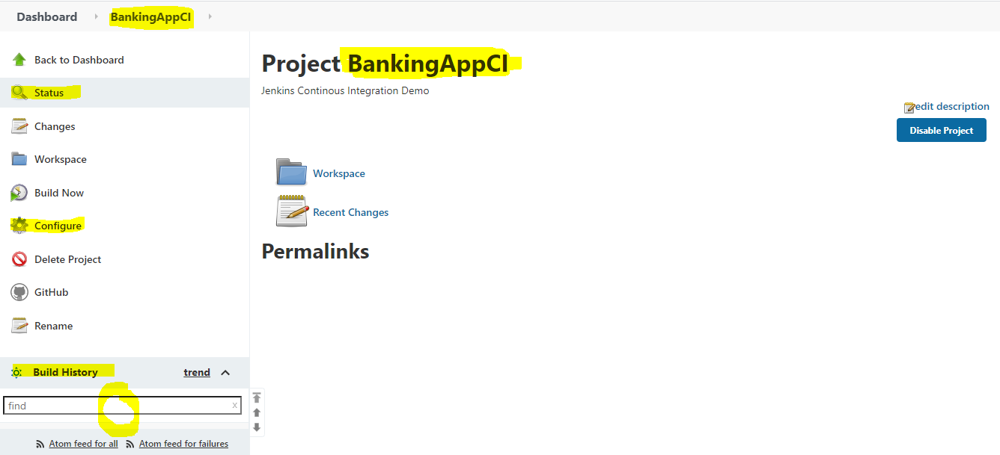 Dashboard BankingAppCI
Back to Dashboard
Status
Changes
Workspace
Build Now
Configure
Delete Project
GitHub
Rename
Build History trend
find x
Atom feed for all Atom feed for failures
Project BankingAppCI
Jenkins Continous Integration Demo
edit description
Disable Project
Workspace
Recent Changes
Permalinks